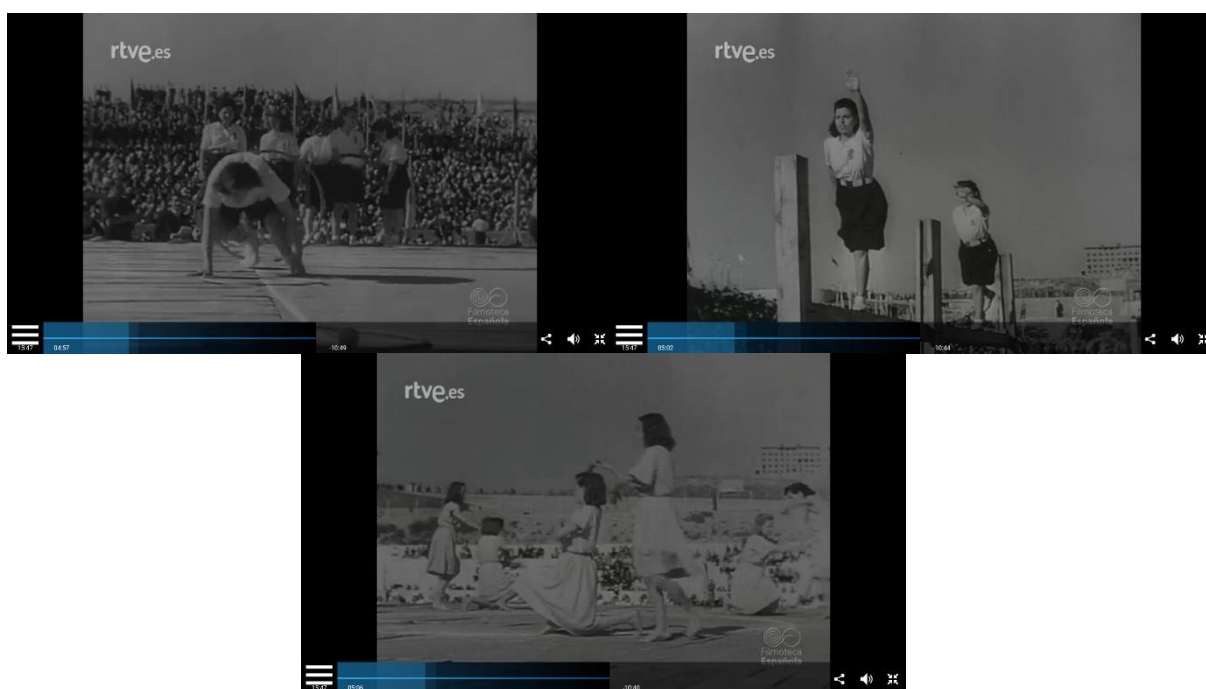 rtve.es
Filmoteca
Española
15:47
04:57
-10:49
rtve.es
Filmoteca
Española
15:47
05:02
-10:44
rtve.es
Filmoteca
Española
15:47
05:06
-10:40